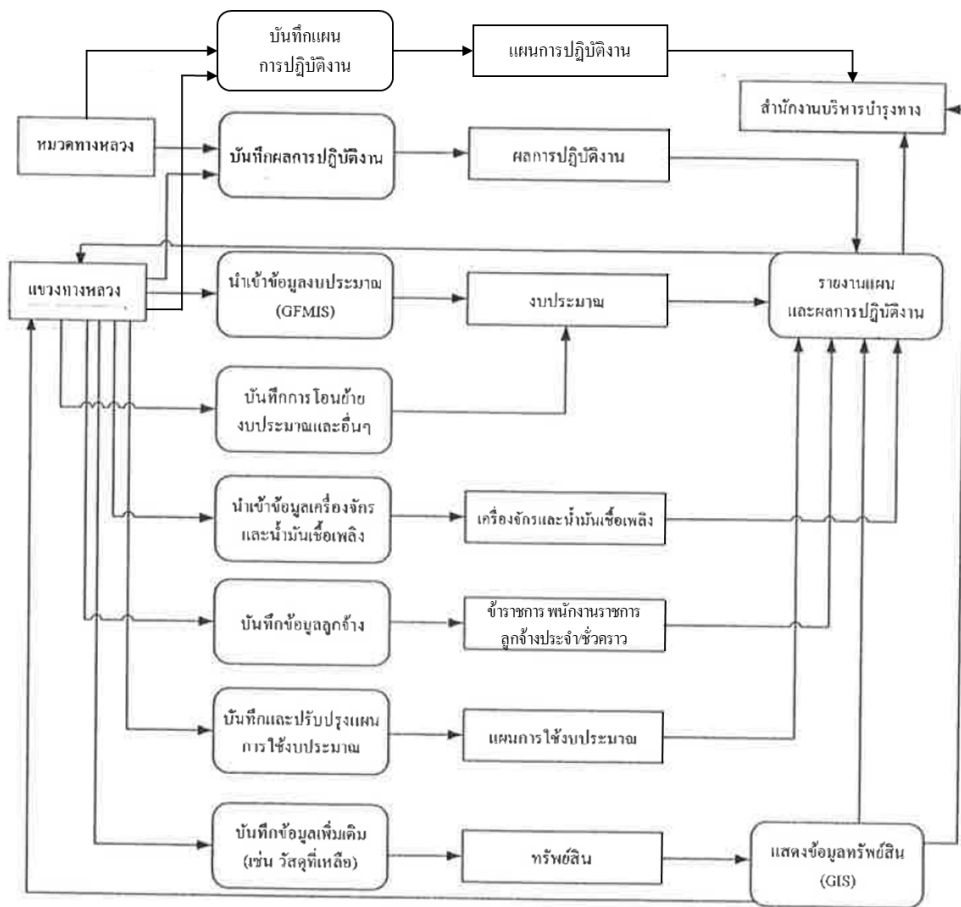 บันทึกแผน
การปฏิบัติงาน
แผนการปฏิบัติงาน
สำนักงานบริหารบำรุงทาง
หมวดทางหลวง
บันทึกผลการปฏิบัติงาน
ผลการปฏิบัติงาน
แขวงทางหลวง
นำเข้าข้อมูลงบประมาณ
(GFMIS)
งบประมาณ
รายงานแผน
และผลการปฏิบัติงาน
บันทึกการโอนย้าย
งบประมาณและอื่นๆ
นำเข้าข้อมูลเครื่องจักร
และน้ำมันเชื้อเพลิง
เครื่องจักรและน้ำมันเชื้อเพลิง
บันทึกข้อมูลลูกจ้าง
ข้าราชการ พนักงานราชการ
ลูกจ้างประจำ/ชั่วคราว
บันทึกและปรับปรุงแผน
การใช้งบประมาณ
แผนการใช้งบประมาณ
บันทึกข้อมูลเพิ่มเติม
(เช่น วัสดุที่เหลือ)
ทรัพย์สิน
แสดงข้อมูลทรัพย์สิน
(GIS)